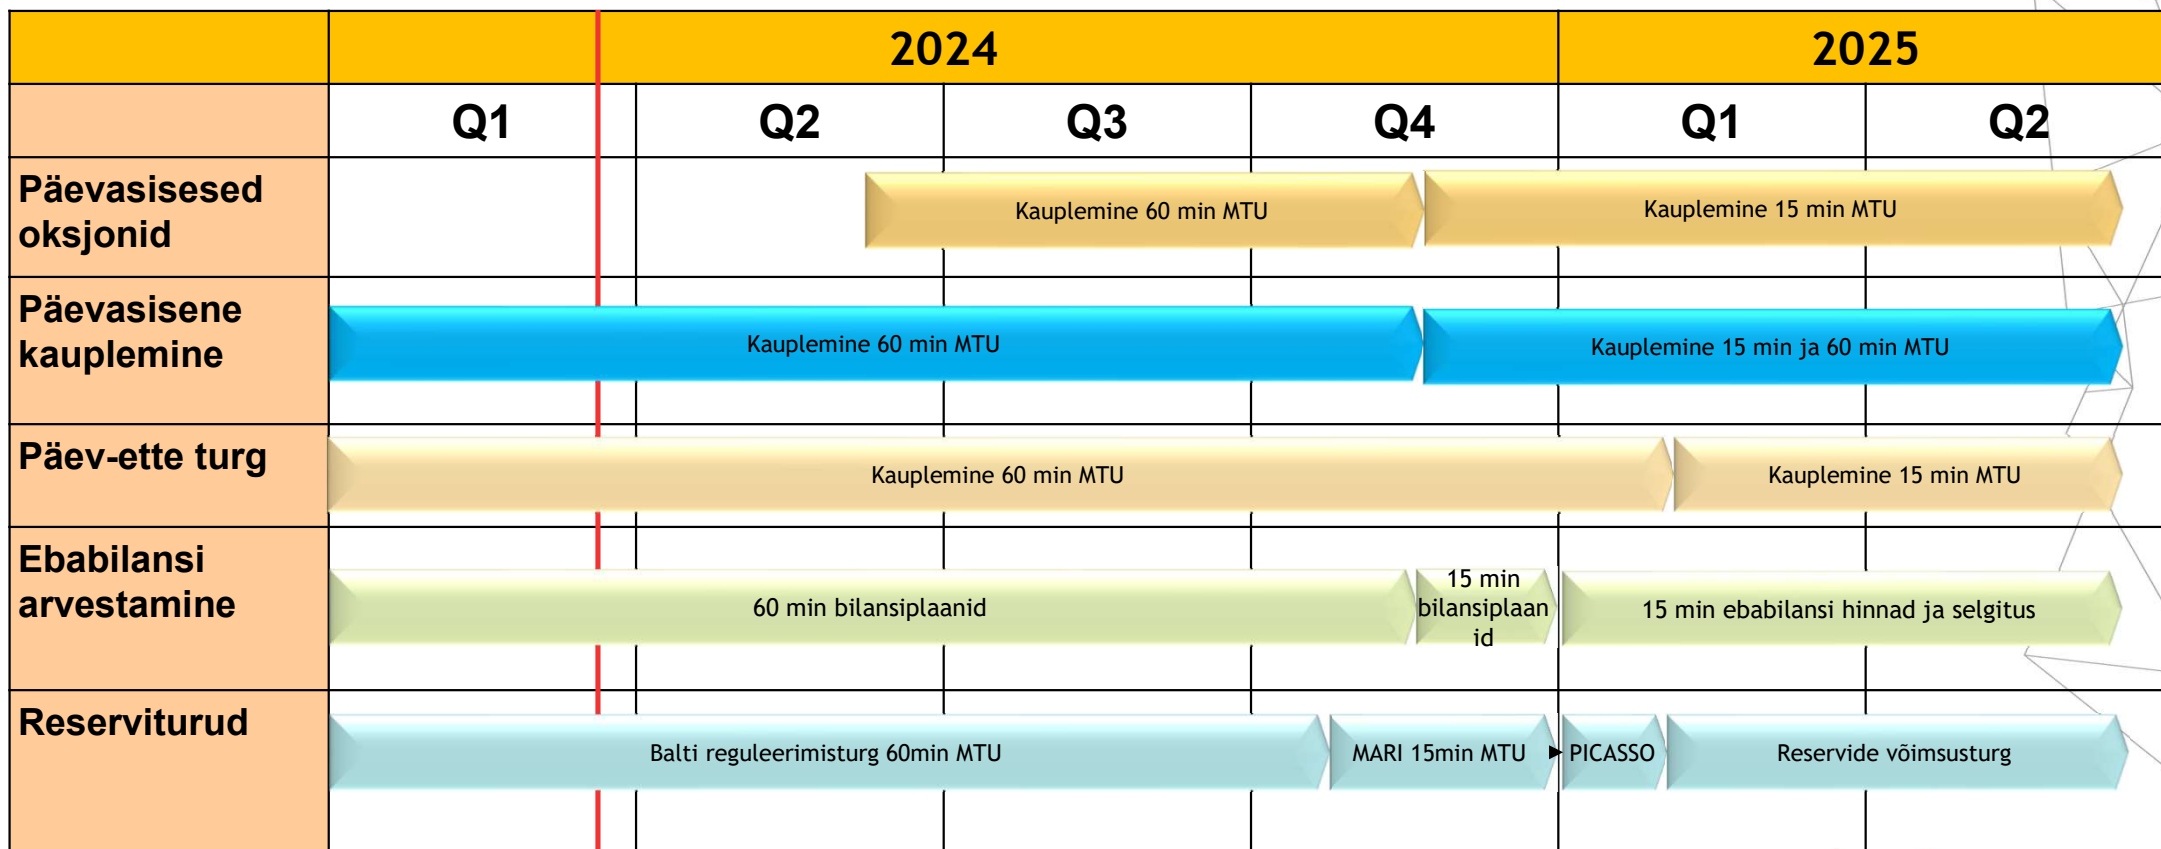 2024
2025
Q1
Q2
Q3
Q4
Q1
Q2
Päevasisesed
oksjonid
Kauplemine 60 min MTU
Kauplemine 15 min MTU
Päevasisene
kauplemine
Kauplemine 60 min MTU
Kauplemine 15 min ja 60 min MTU
Päev-ette turg
Kauplemine 60 min MTU
Kauplemine 15 min MTU
Ebabilansi
arvestamine
60 min bilansiplaanid
15 min
bilansiplaan
id
15 min ebabilansi hinnad ja selgitus
Reserviturud
Balti reguleerimisturg 60min MTU
MARI 15min MTU
PICASSO
Reservide võimsusturg